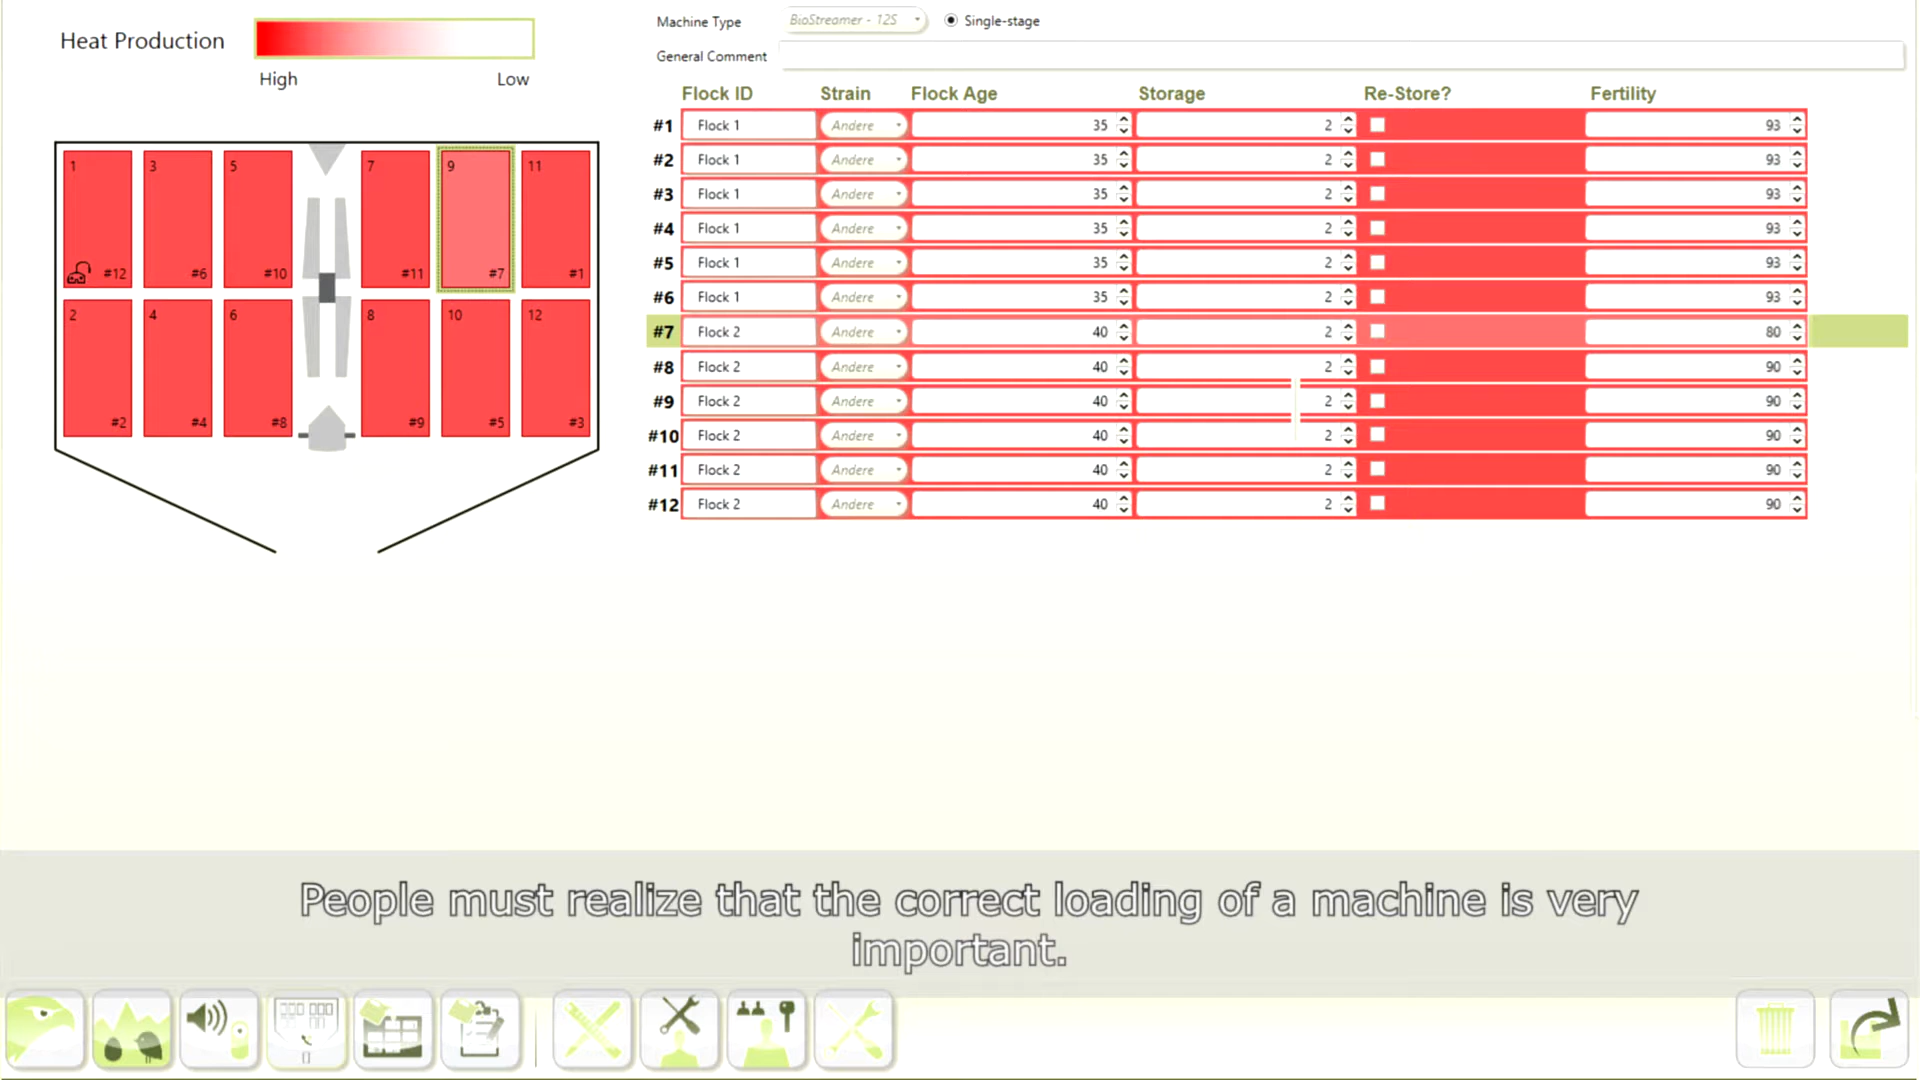 Heat Production
High Low
Machine Type BioStreamer - 12S Single-stage
General Comment
Flock ID Strain Flock Age Storage Re-Store? Fertility
#1 Flock 1 Andere 35 2 93
#2 Flock 1 Andere 35 2 93
#3 Flock 1 Andere 35 2 93
#4 Flock 1 Andere 35 2 93
#5 Flock 1 Andere 35 2 93
#6 Flock 1 Andere 35 2 93
#7 Flock 2 Andere 40 2 80
#8 Flock 2 Andere 40 2 90
#9 Flock 2 Andere 40 2 90
#10 Flock 2 Andere 40 2 90
#11 Flock 2 Andere 40 2 90
#12 Flock 2 Andere 40 2 90
1 3 5 7 9 11
#12 #6 #10 #11 #7 #1
2 4 6 8 10 12
#2 #4 #8 #9 #5 #3
People must realize that the correct loading of a machine is very
important.